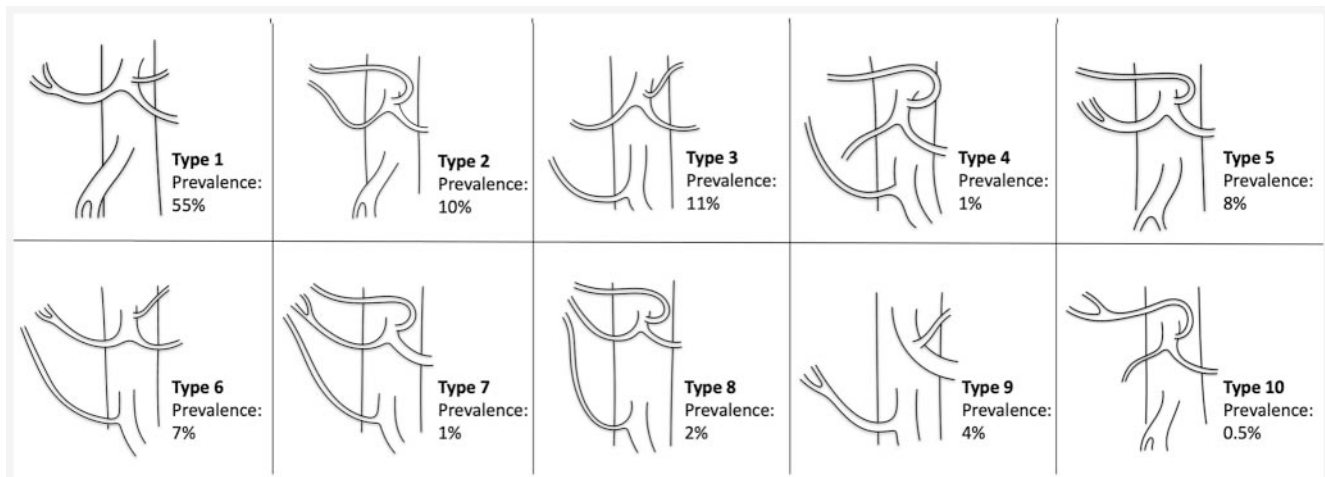 Type 1
Prevalence:
55%
Type 2
Prevalence:
10%
Type 3
Prevalence:
11%
Type 4
Prevalence:
1%
Type 5
Prevalence:
8%
Type 6
Prevalence:
7%
Type 7
Prevalence:
1%
Type 8
Prevalence:
2%
Type 9
Prevalence:
4%
Type 10
Prevalence:
0.5%